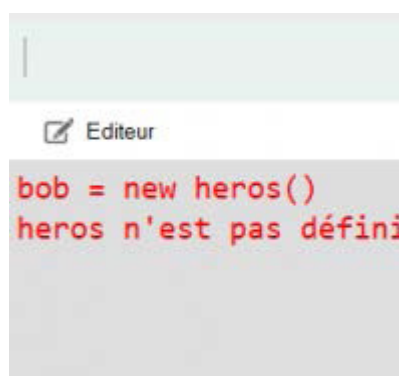 Editeur
bob = new heros()
heros n'est pas défini